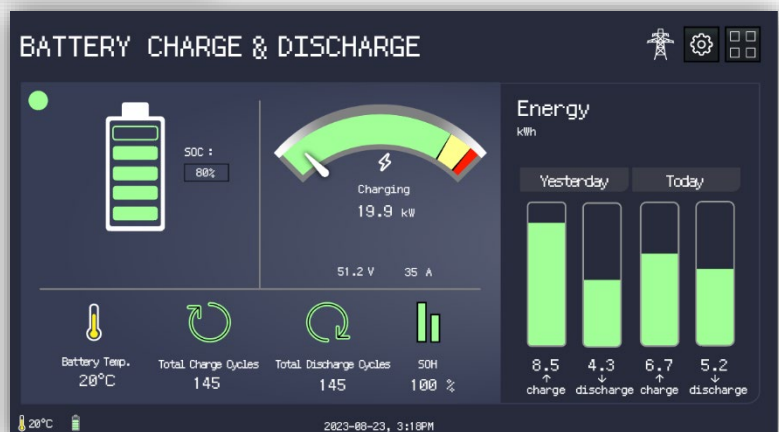 BATTERY CHARGE & DISCHARGE
SOC :
80%
Charging
19.9 kW
51.2 V 35 A
Battery Temp.
20°C
Total Charge Cycles
145
Total Discharge Cycles
145
SOH
100 %
Energy
kWh
Yesterday Today
8.5 4.3 6.7 5.2
↑ ↓ ↑ ↓
charge discharge charge discharge
20°C
2023-08-23, 3:18PM